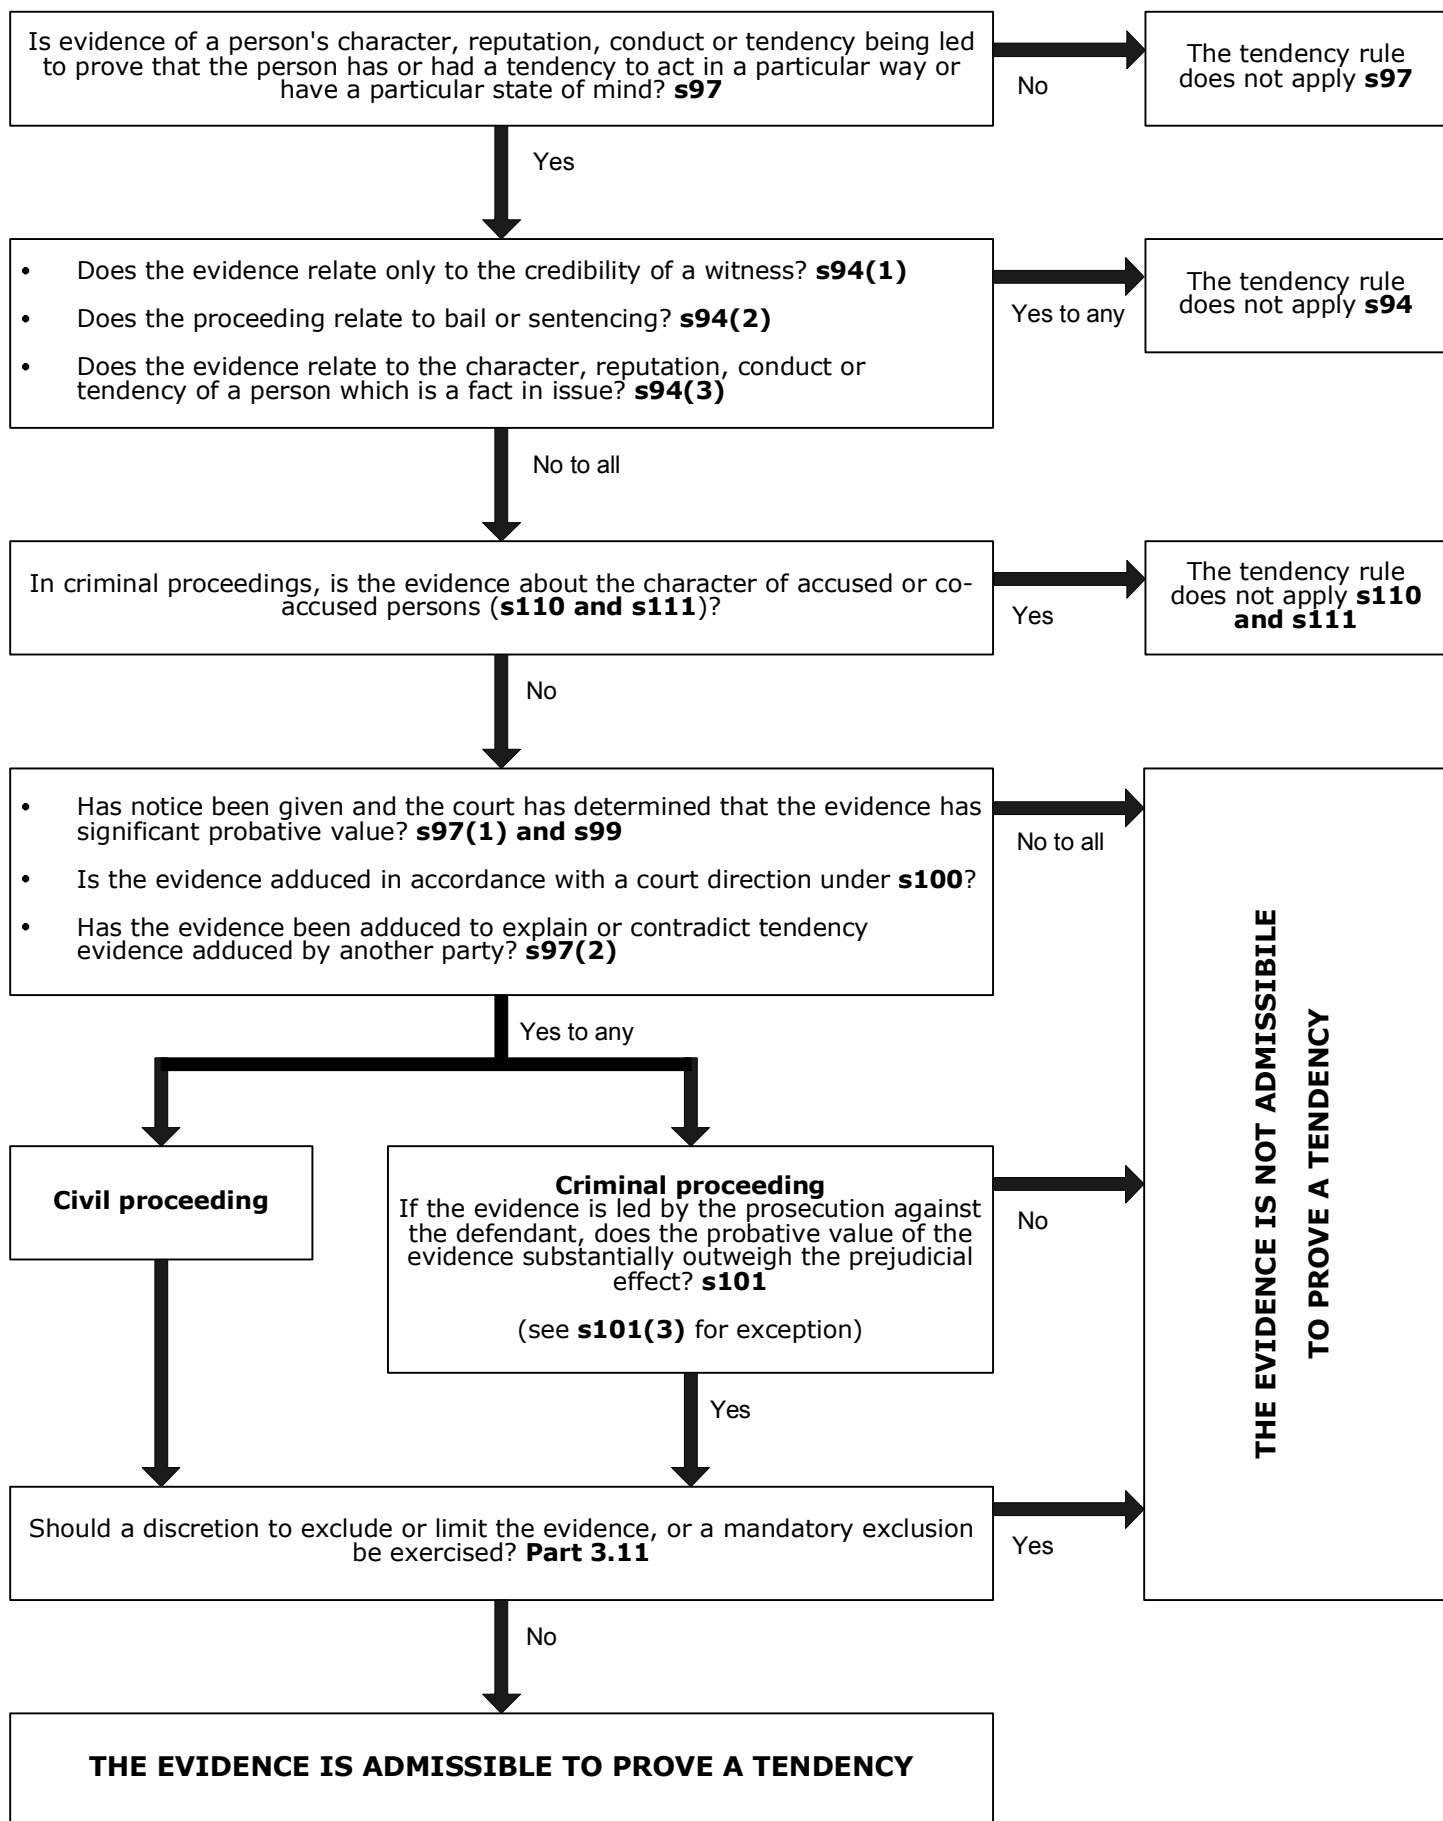 Is evidence of a person's character, reputation, conduct or tendency being led
to prove that the person has or had a tendency to act in a particular way or
have a particular state of mind? s97
No
The tendency rule
does not apply s97
Yes
• Does the evidence relate only to the credibility of a witness? s94(1)
• Does the proceeding relate to bail or sentencing? s94(2)
• Does the evidence relate to the character, reputation, conduct or
tendency of a person which is a fact in issue? s94(3)
Yes to any
The tendency rule
does not apply s94
No to all
In criminal proceedings, is the evidence about the character of accused or co-
accused persons (s110 and s111)?
Yes
The tendency rule
does not apply s110
and s111
No
• Has notice been given and the court has determined that the evidence has
significant probative value? s97(1) and s99
• Is the evidence adduced in accordance with a court direction under s100?
• Has the evidence been adduced to explain or contradict tendency
evidence adduced by another party? s97(2)
No to all
THE EVIDENCE IS NOT ADMISSIBILE
TO PROVE A TENDENCY
Yes to any
Civil proceeding
Criminal proceeding
If the evidence is led by the prosecution against
the defendant, does the probative value of the
evidence substantially outweigh the prejudicial
effect? s101
(see s101(3) for exception)
No
Yes
Should a discretion to exclude or limit the evidence, or a mandatory exclusion
be exercised? Part 3.11
Yes
No
THE EVIDENCE IS ADMISSIBLE TO PROVE A TENDENCY